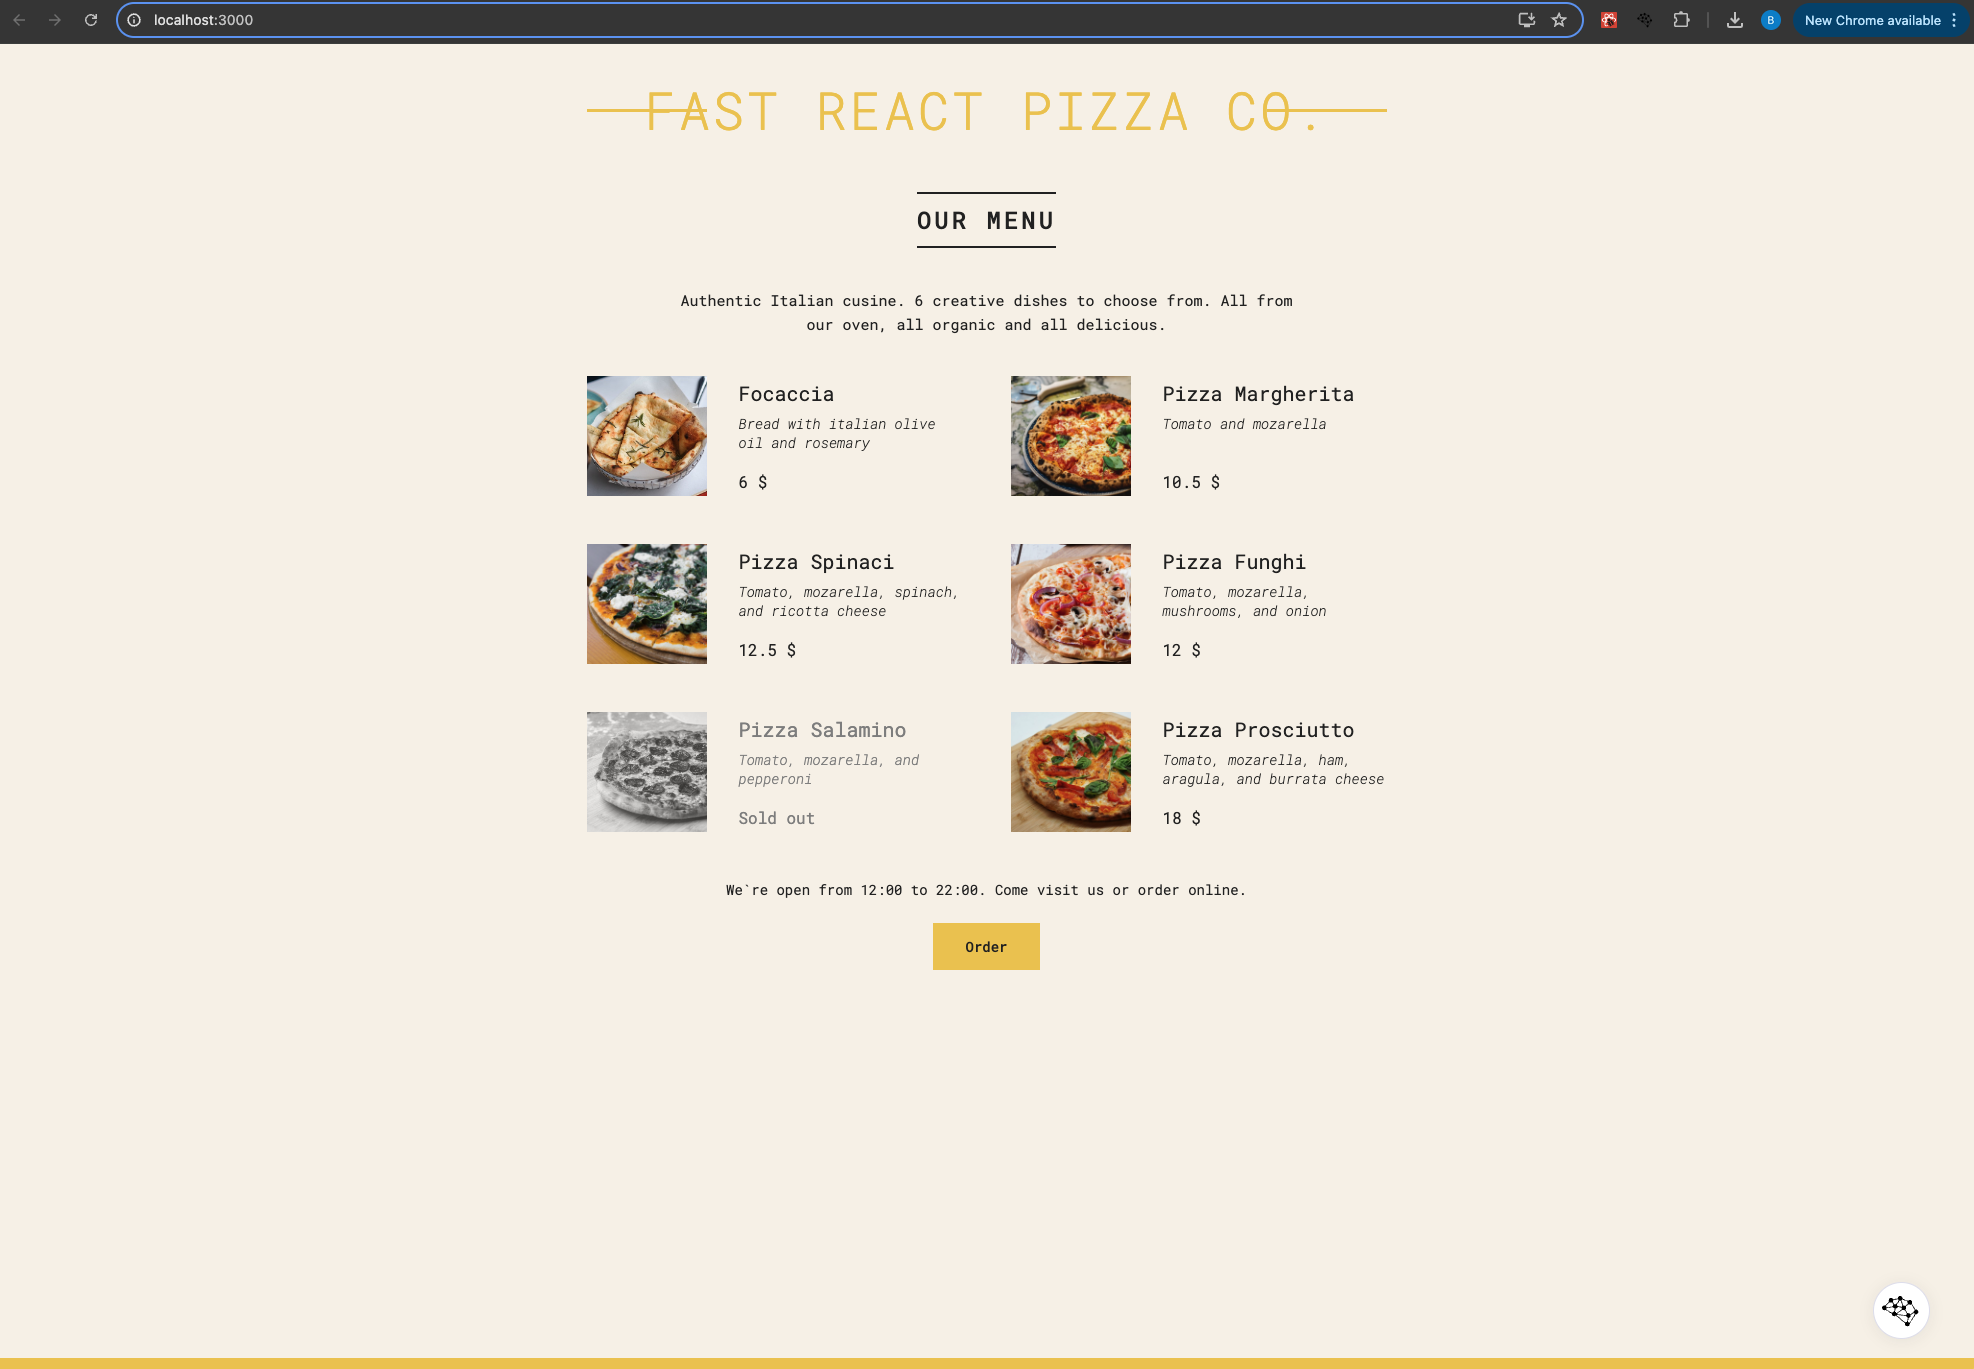 localhost:3000
B
New Chrome available
FAST REACT PIZZA CO.
OUR MENU
Authentic Italian cusine. 6 creative dishes to choose from. All from
our oven, all organic and all delicious.
Focaccia
Bread with italian olive
oil and rosemary
6 $
Pizza Margherita
Tomato and mozarella
10.5 $
Pizza Spinaci
Tomato, mozarella, spinach,
and ricotta cheese
12.5 $
Pizza Funghi
Tomato, mozarella,
mushrooms, and onion
12 $
Pizza Salamino
Tomato, mozarella, and
pepperoni
Sold out
Pizza Prosciutto
Tomato, mozarella, ham,
aragula, and burrata cheese
18 $
We`re open from 12:00 to 22:00. Come visit us or order online.
Order